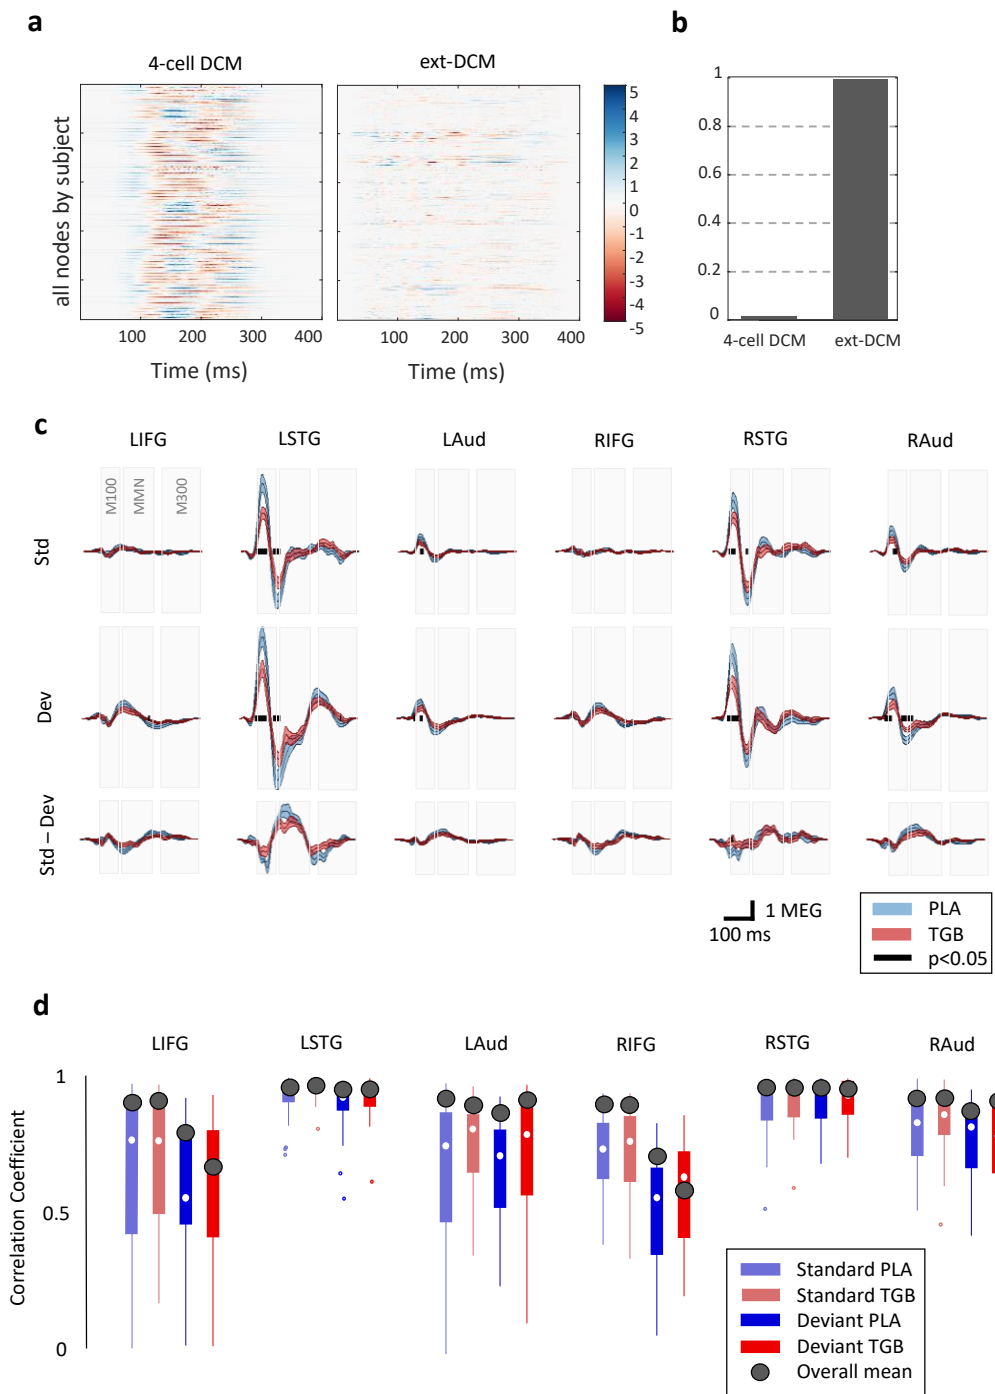 a
b
4-cell DCM
ext-DCM
all nodes by subject
5
4
3
2
1
0
-1
-2
-3
-4
-5
100 200 300 400
100 200 300 400
Time (ms)
Time (ms)
1
0.8
0.6
0.4
0.2
0
4-cell DCM
ext-DCM
c
LIFG
LSTG
LAud
RIFG
RSTG
RAud
M100
MMN
M300
Std
Dev
Std – Dev
1 MEG
100 ms
PLA
TGB
p<0.05
d
LIFG
LSTG
LAud
RIFG
RSTG
RAud
Correlation Coefficient
1
0.5
0
Standard PLA
Standard TGB
Deviant PLA
Deviant TGB
Overall mean